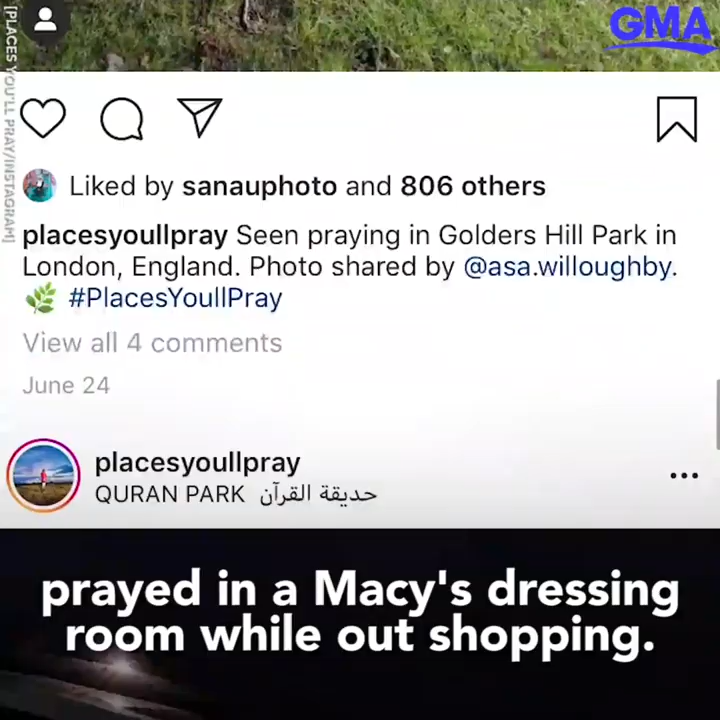 GMA
[PLACES YOU'LL PRAY/INSTAGRAM]
Liked by sanauphoto and 806 others
placesyoullpray Seen praying in Golders Hill Park in
London, England. Photo shared by @asa.willoughby.
🌿 #PlacesYoullPray
View all 4 comments
June 24
placesyoullpray
QURAN PARK حديقة القرآن
prayed in a Macy's dressing
room while out shopping.